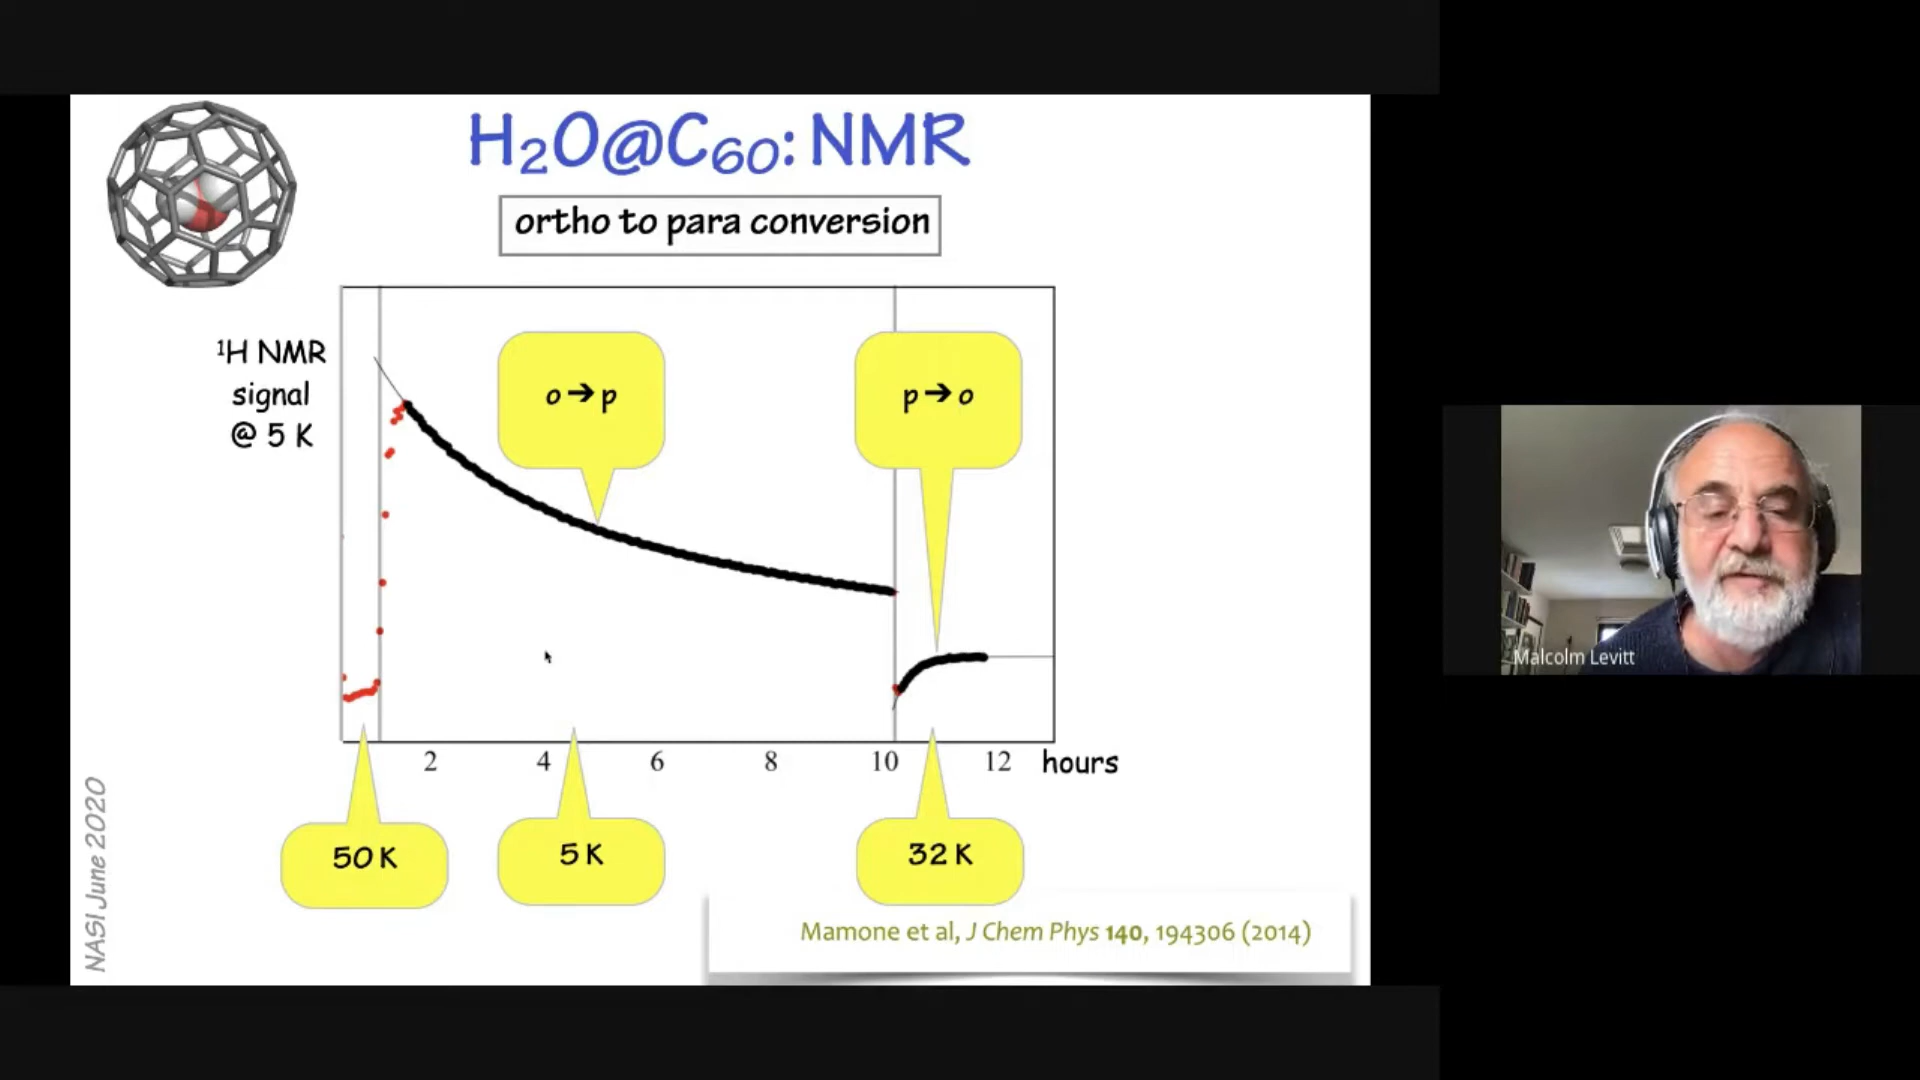 H₂O@C₆₀: NMR
ortho to para conversion
¹H NMR
signal
@ 5 K
o➔p
p➔o
2 4 6 8 10 12 hours
50 K
5 K
32 K
Mamone et al, J Chem Phys 140, 194306 (2014)
NASI June 2020
Malcolm Levitt